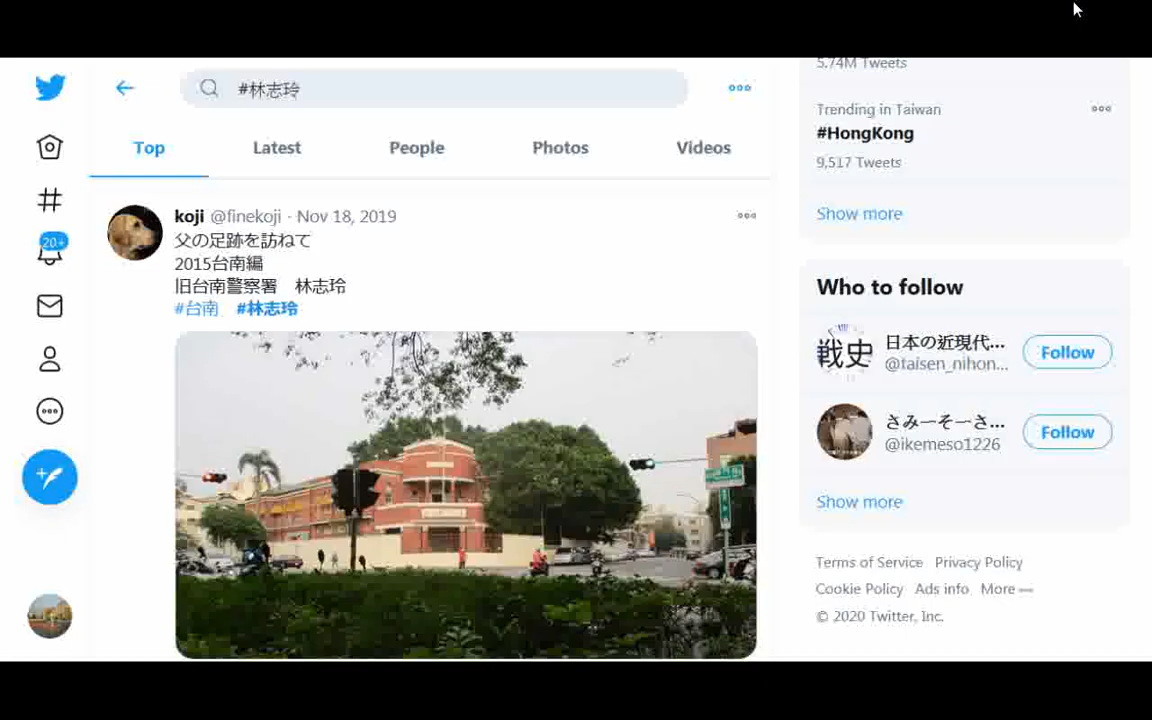 #林志玲
Top
Latest
People
Photos
Videos
20+
koji @finekoji · Nov 18, 2019
父の足跡を訪ねて
2015台南編
旧台南警察署　林志玲
#台南 #林志玲
5.74M Tweets
Trending in Taiwan
#HongKong
9,517 Tweets
Show more
Who to follow
戦史
日本の近現代...
@taisen_nihon...
Follow
さみーそーさ...
@ikemeso1226
Follow
Show more
Terms of Service Privacy Policy
Cookie Policy Ads info More
© 2020 Twitter, Inc.